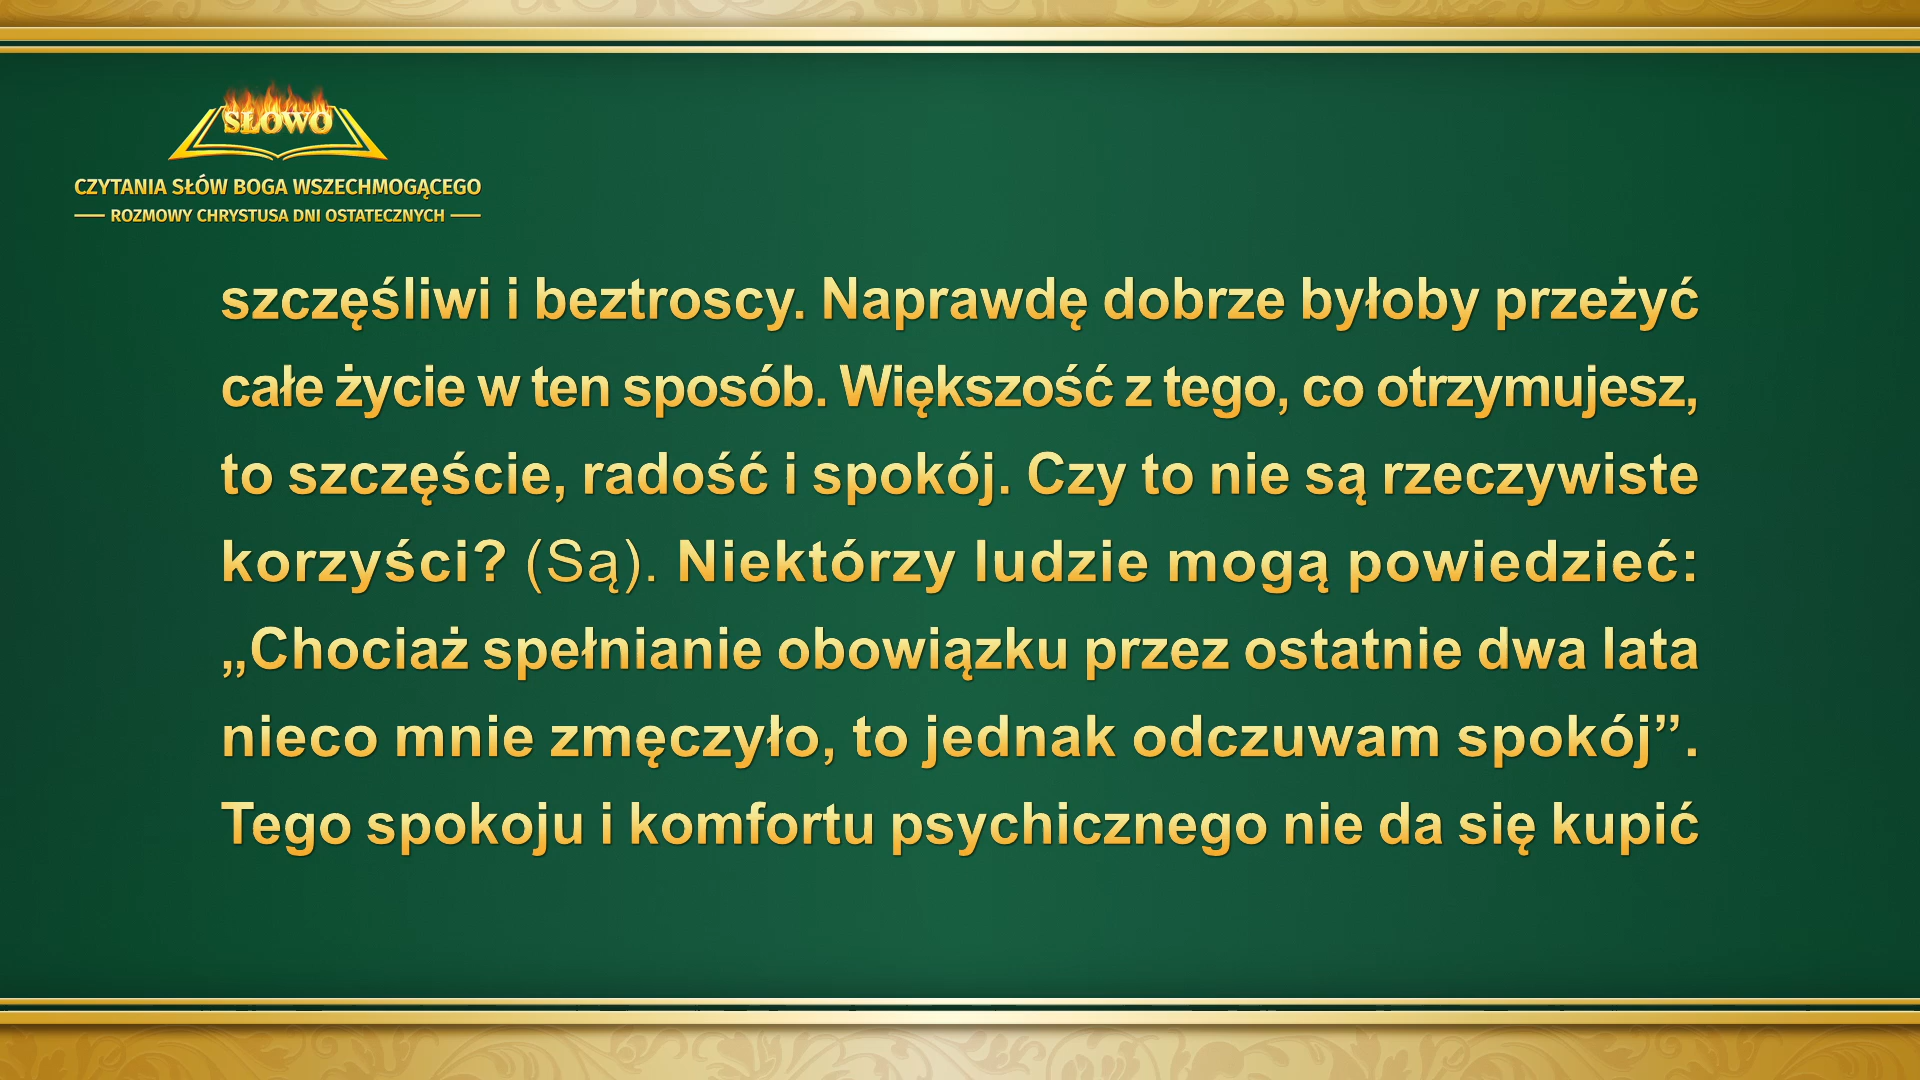 SŁOWO
CZYTANIA SŁÓW BOGA WSZECHMOGĄCEGO
ROZMOWY CHRYSTUSA DNI OSTATECZNYCH
szczęśliwi i beztroscy. Naprawdę dobrze byłoby przeżyć
całe życie w ten sposób. Większość z tego, co otrzymujesz,
to szczęście, radość i spokój. Czy to nie są rzeczywiste
korzyści? (Są). Niektórzy ludzie mogą powiedzieć:
„Chociaż spełnianie obowiązku przez ostatnie dwa lata
nieco mnie zmęczyło, to jednak odczuwam spokój”.
Tego spokoju i komfortu psychicznego nie da się kupić